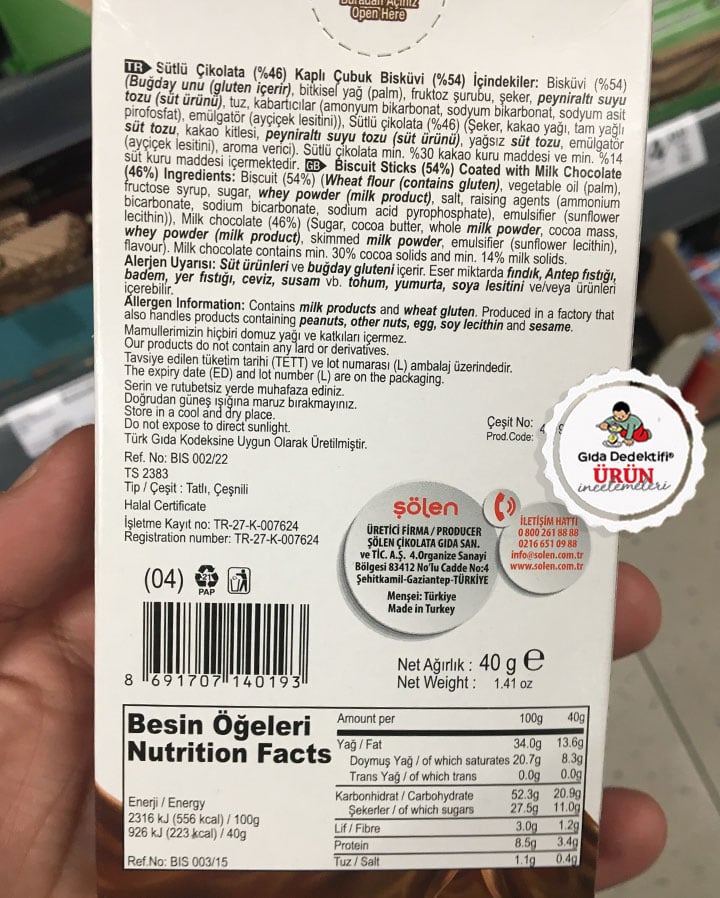 Buradan Açınız
Open Here
TR Sütlü Çikolata (%46) Kaplı Çubuk Bisküvi (%54) İçindekiler: Bisküvi (%54)
(Buğday unu (gluten içerir), bitkisel yağ (palm), fruktoz şurubu, şeker, peyniraltı suyu
tozu (süt ürünü), tuz, kabartıcılar (amonyum bikarbonat, sodyum bikarbonat, sodyum asit
pirofosfat), emülgatör (ayçiçek lesitini)), Sütlü çikolata (%46) (Şeker, kakao yağı, tam yağlı
süt tozu, kakao kitlesi, peyniraltı suyu tozu (süt ürünü), yağsız süt tozu, emülgatör
(ayçiçek lesitini), aroma verici). Sütlü çikolata min. %30 kakao kuru maddesi ve min. %14
süt kuru maddesi içermektedir. GB Biscuit Sticks (54%) Coated with Milk Chocolate
(46%) Ingredients: Biscuit (54%) (Wheat flour (contains gluten), vegetable oil (palm),
fructose syrup, sugar, whey powder (milk product), salt, raising agents (ammonium
bicarbonate, sodium bicarbonate, sodium acid pyrophosphate), emulsifier (sunflower
lecithin)), Milk chocolate (46%) (Sugar, cocoa butter, whole milk powder, cocoa mass,
whey powder (milk product), skimmed milk powder, emulsifier (sunflower lecithin),
flavour). Milk chocolate contains min. 30% cocoa solids and min. 14% milk solids.
Alerjen Uyarısı: Süt ürünleri ve buğday gluteni içerir. Eser miktarda fındık, Antep fıstığı,
badem, yer fıstığı, ceviz, susam vb. tohum, yumurta, soya lesitini ve/veya ürünleri
içerebilir.
Allergen Information: Contains milk products and wheat gluten. Produced in a factory that
also handles products containing peanuts, other nuts, egg, soy lecithin and sesame.
Mamullerimizin hiçbiri domuz yağı ve katkıları içermez.
Our products do not contain any lard or derivatives.
Tavsiye edilen tüketim tarihi (TETT) ve lot numarası (L) ambalaj üzerindedir.
The expiry date (ED) and lot number (L) are on the packaging.
Serin ve rutubetsiz yerde muhafaza ediniz.
Doğrudan güneş ışığına maruz bırakmayınız.
Store in a cool and dry place.
Do not expose to direct sunlight.
Türk Gıda Kodeksine Uygun Olarak Üretilmiştir.
Çeşit No:
Prod.Code:
Gıda Dedektifi®
ÜRÜN
incelemeleri
Ref. No: BIS 002/22
TS 2383
Tip / Çeşit : Tatlı, Çeşnili
Halal Certificate
İşletme Kayıt no: TR-27-K-007624
Registration number: TR-27-K-007624
şölen
ÜRETİCİ FİRMA / PRODUCER
ŞÖLEN ÇİKOLATA GIDA SAN.
ve TİC. A.Ş. 4.Organize Sanayi
Bölgesi 83412 No'lu Cadde No:4
Şehitkamil-Gaziantep-TÜRKİYE
Menşei: Türkiye
Made in Turkey
İLETİŞİM HATTI
0 800 261 88 88
0216 651 09 88
info@solen.com.tr
www.solen.com.tr
(04)
21
PAP
8 691707 140193
Net Ağırlık : 40 g e
Net Weight : 1.41 oz
Besin Öğeleri
Nutrition Facts
Enerji / Energy
2316 kJ (556 kcal) / 100g
926 kJ (223 kcal) / 40g
Ref.No: BIS 003/15
Amount per 100g 40g
Yağ / Fat 34.0g 13.6g
Doymuş Yağ / of which saturates 20.7g 8.3g
Trans Yağ / of which trans 0.0g 0.0g
Karbonhidrat / Carbohydrate 52.3g 20.9g
Şekerler / of which sugars 27.5g 11.0g
Lif / Fibre 3.0g 1.2g
Protein 8.5g 3.4g
Tuz / Salt 1.1g 0.4g